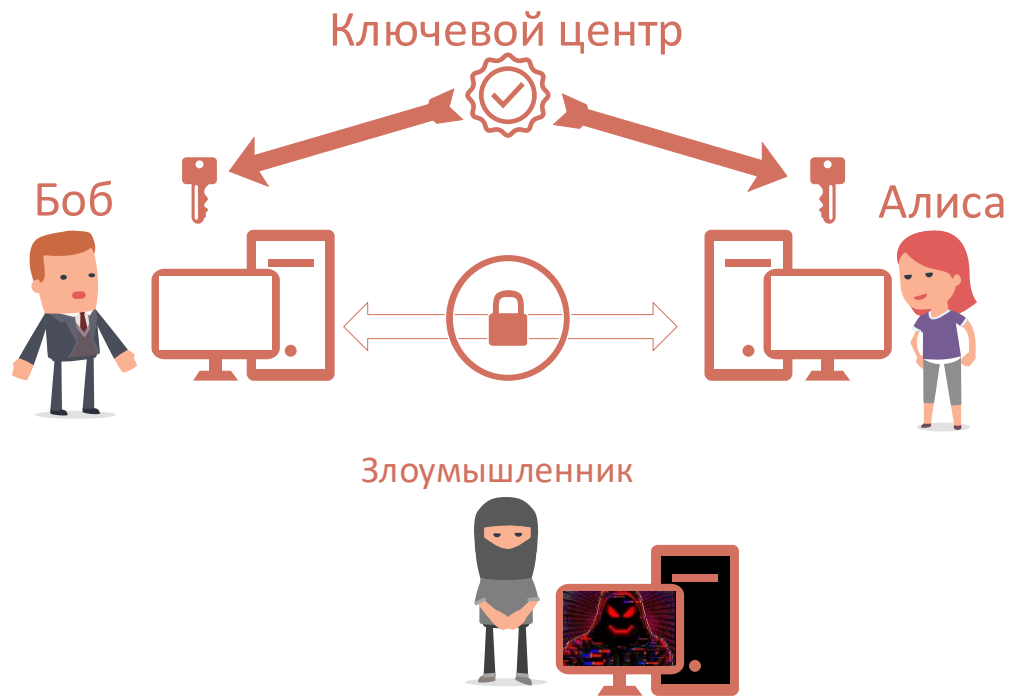 Ключевой центр
Боб
Алиса
Злоумышленник